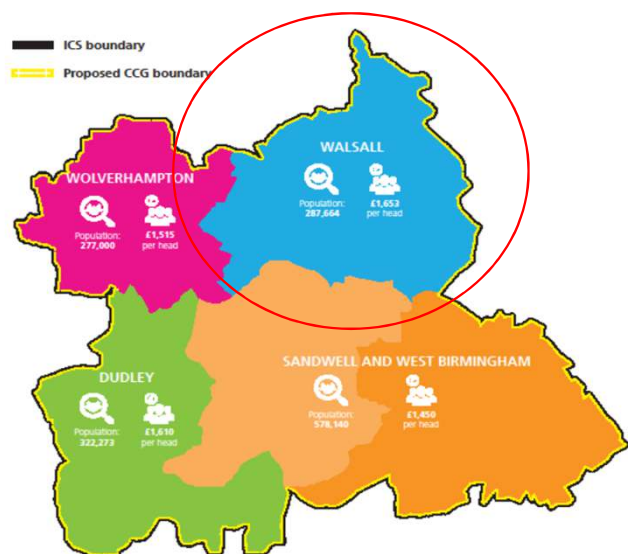 ICS boundary
Proposed CCG boundary
WALSALL
Population:
287,664
£1,653
per head
WOLVERHAMPTON
Population:
277,000
£1,515
per head
SANDWELL AND WEST BIRMINGHAM
Population:
578,140
£1,450
per head
DUDLEY
Population:
322,273
£1,610
per head